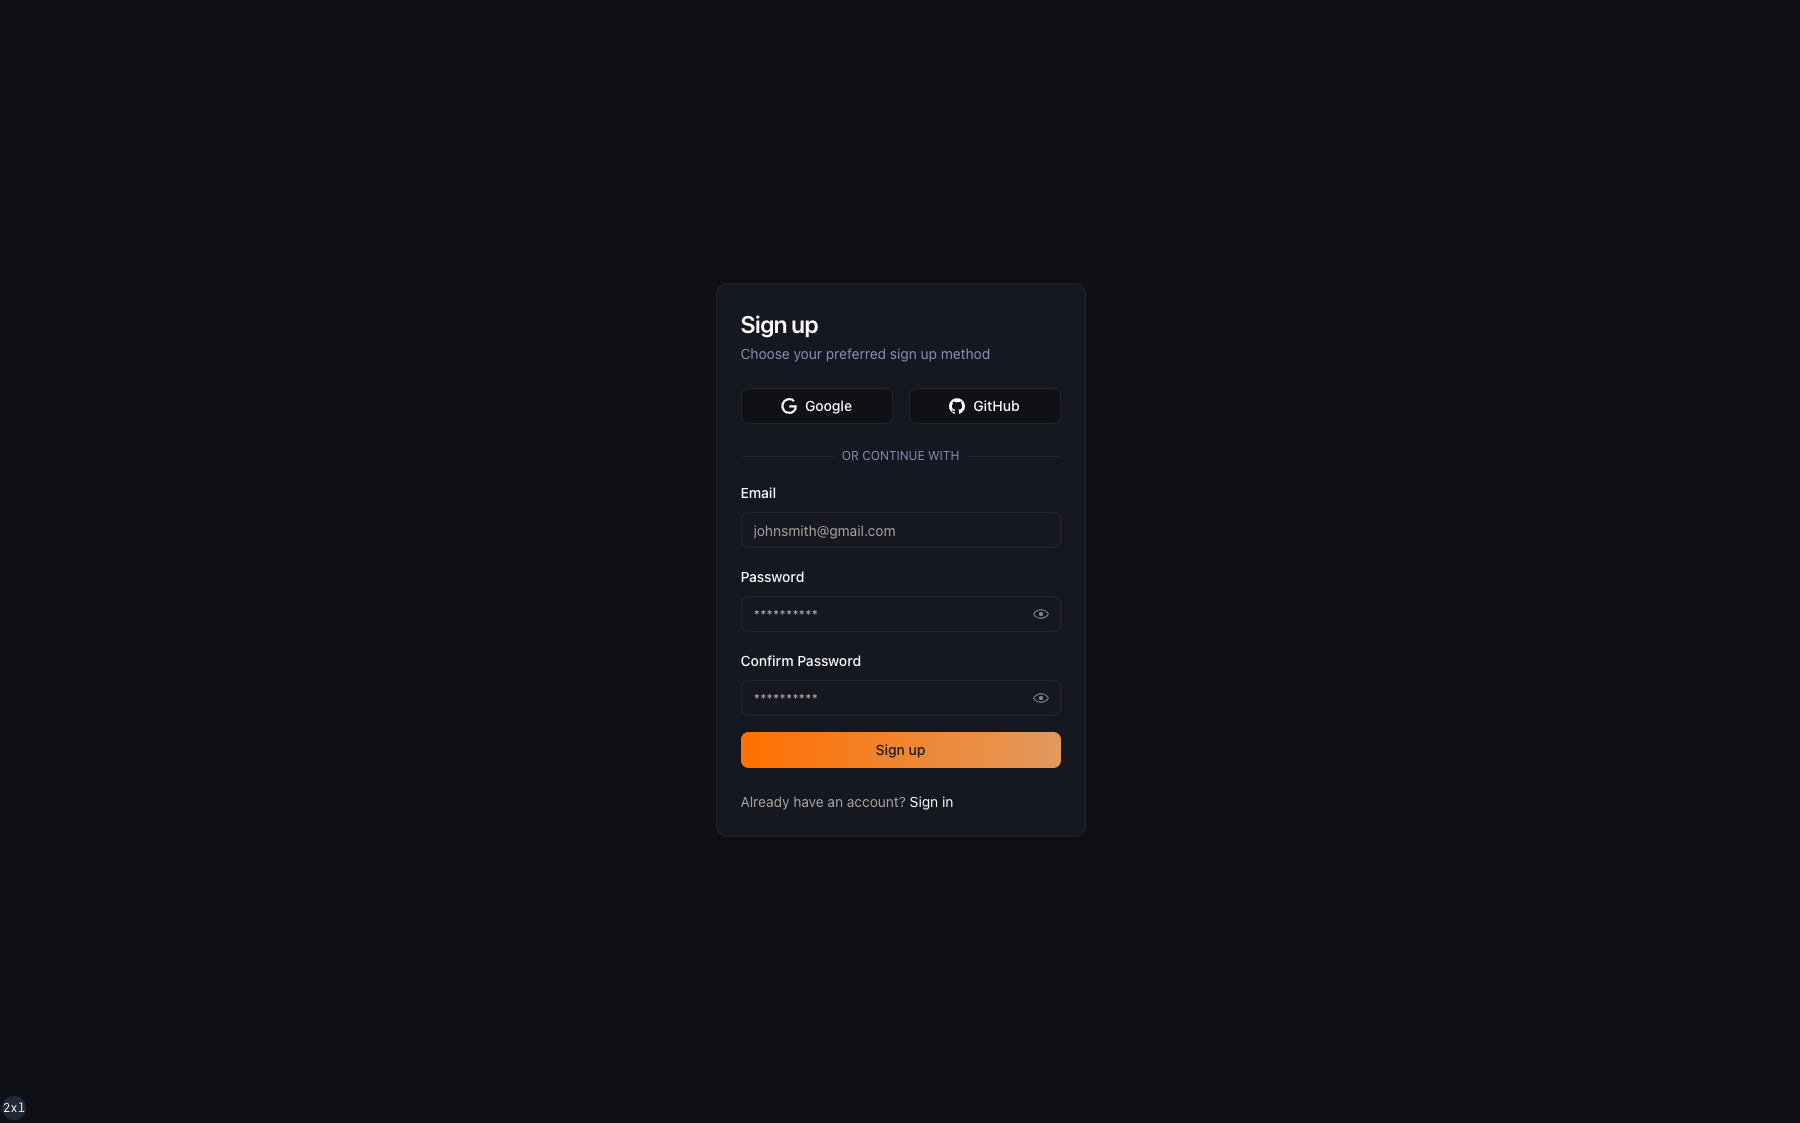 Sign up
Choose your preferred sign up method
Google
GitHub
OR CONTINUE WITH
Email
johnsmith@gmail.com
Password
**********
Confirm Password
**********
Sign up
Already have an account? Sign in
2xl